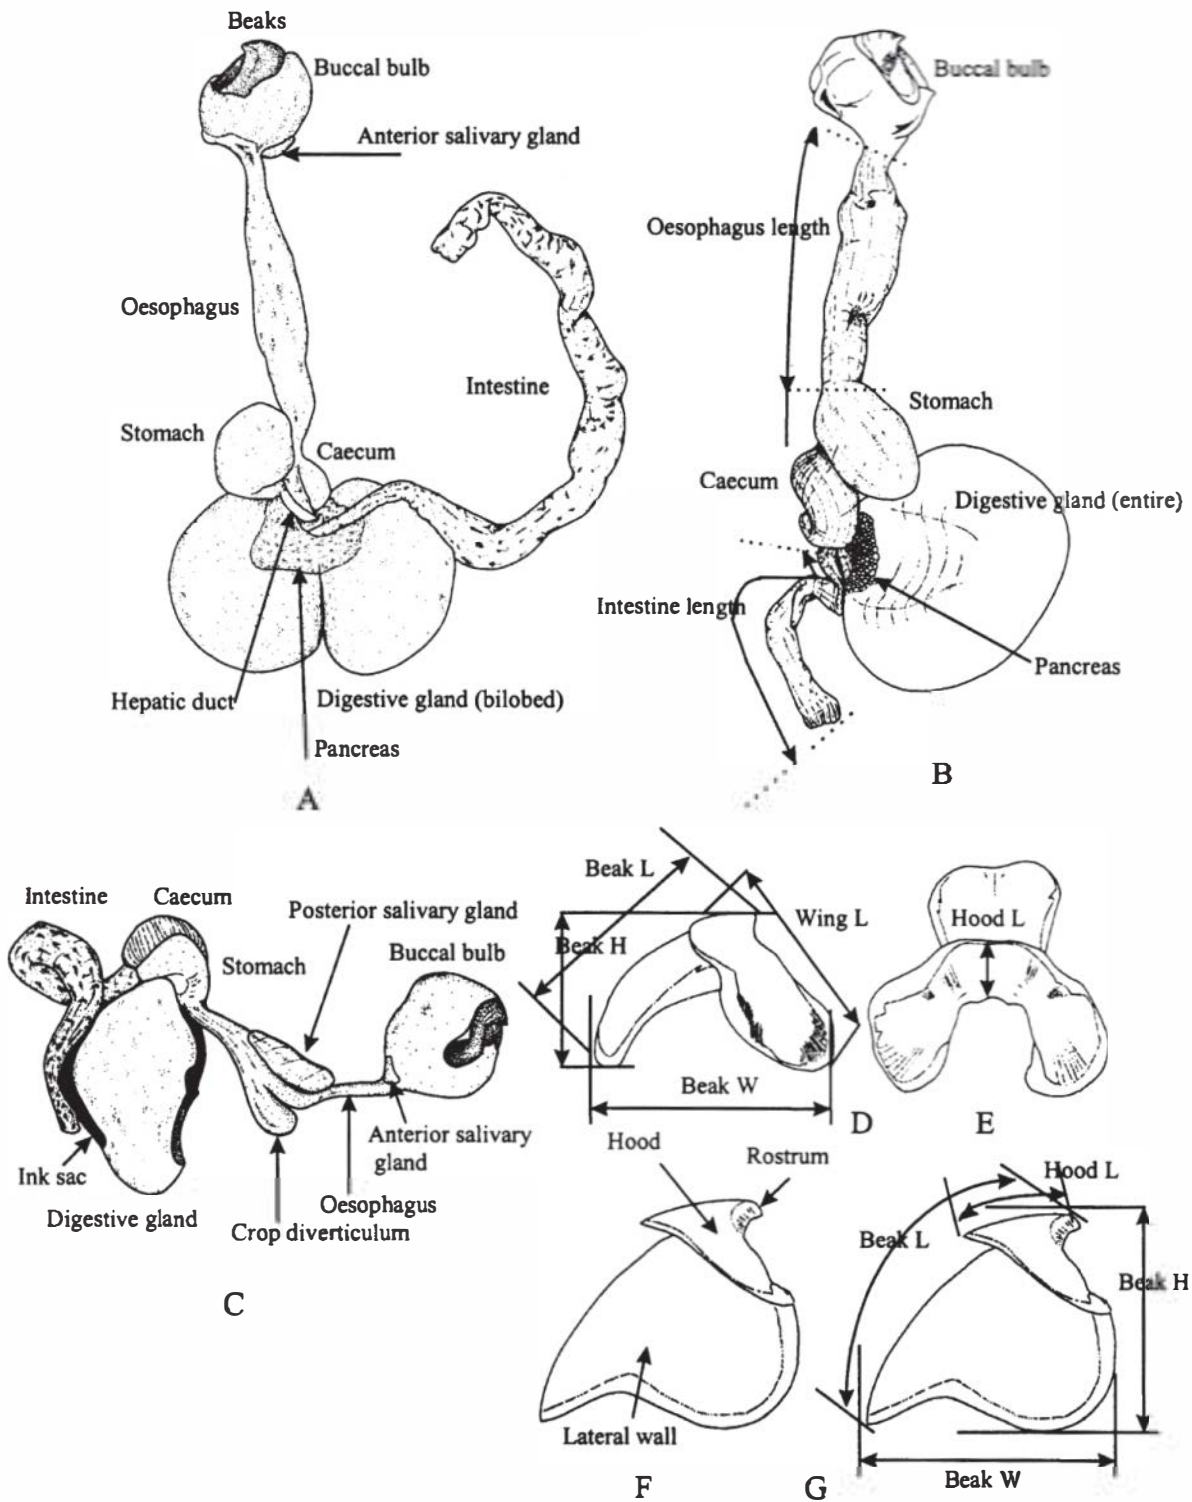 Beaks
Buccal bulb
Anterior salivary gland
Oesophagus
Intestine
Stomach
Caecum
Hepatic duct
Digestive gland (bilobed)
Pancreas
A
Buccal bulb
Oesophagus length
Stomach
Caecum
Digestive gland (entire)
Intestine length
Pancreas
B
Intestine
Caecum
Posterior salivary gland
Stomach
Buccal bulb
Anterior salivary
gland
Ink sac
Oesophagus
Digestive gland
Crop diverticulum
C
Beak L
Wing L
Beak H
Beak W
D
Hood L
E
Hood
Rostrum
Lateral wall
F
Hood L
Beak L
Beak H
Beak W
G